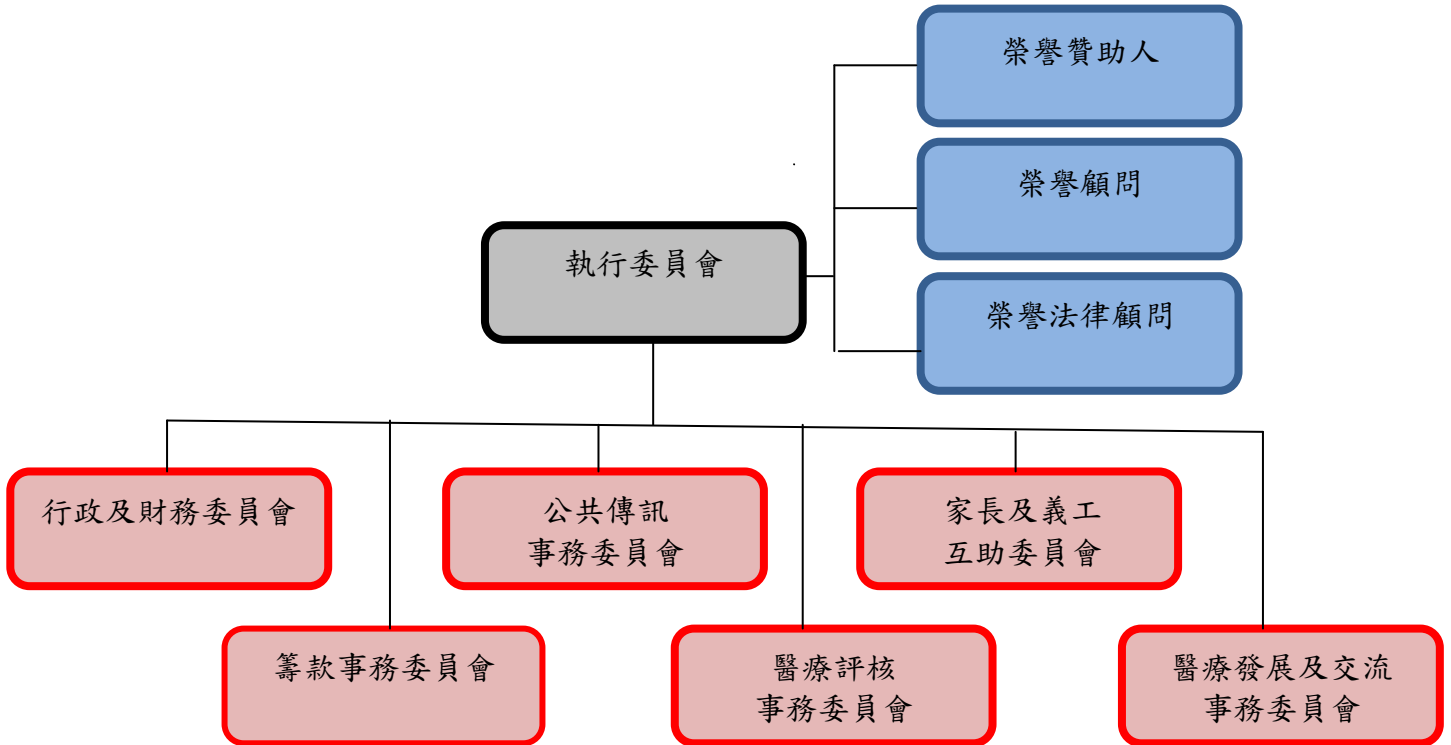 榮譽贊助人
榮譽顧問
執行委員會
榮譽法律顧問
行政及財務委員會
公共傳訊
事務委員會
家長及義工
互助委員會
籌款事務委員會
醫療評核
事務委員會
醫療發展及交流
事務委員會